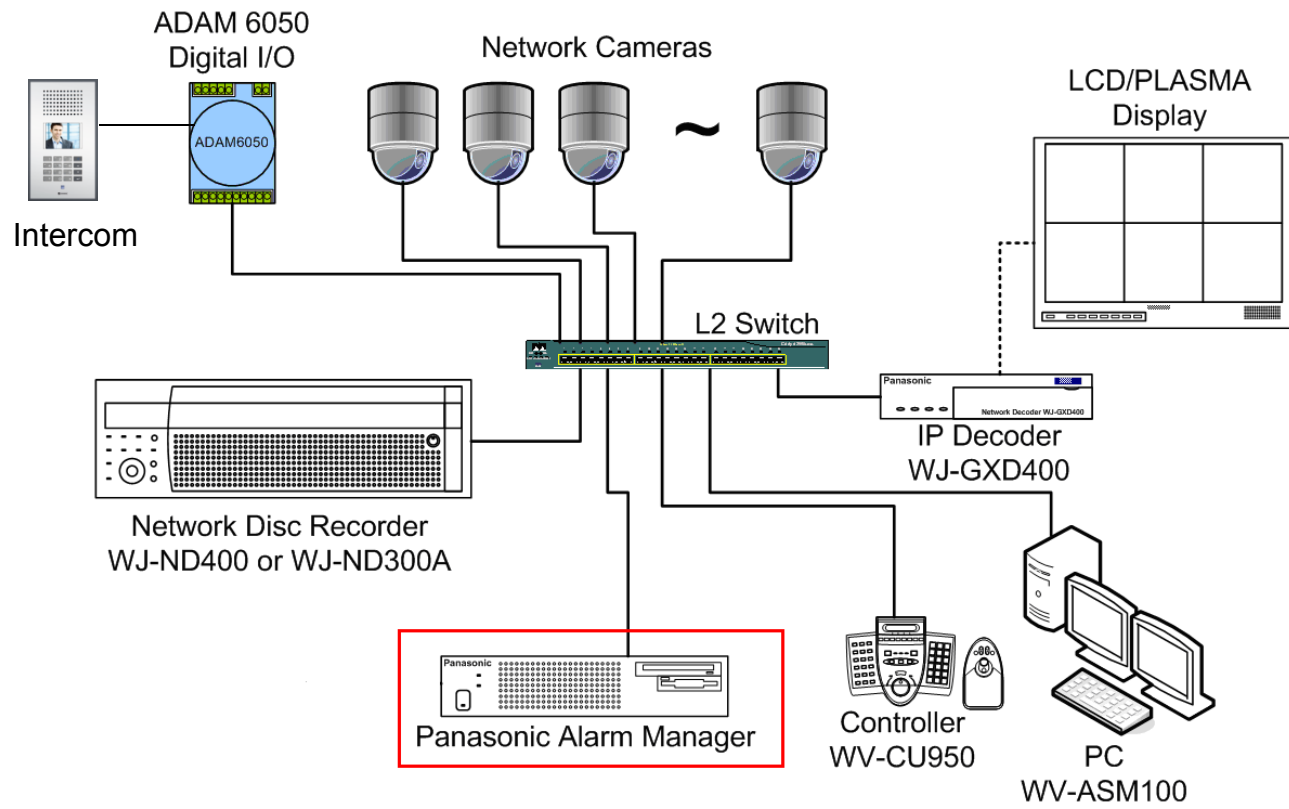 ADAM 6050
Digital I/O
Network Cameras
LCD/PLASMA
Display
ADAM6050
Intercom
L2 Switch
Panasonic
Network Decoder WJ-GXD400
IP Decoder
WJ-GXD400
Network Disc Recorder
WJ-ND400 or WJ-ND300A
Panasonic
Panasonic Alarm Manager
Controller
WV-CU950
PC
WV-ASM100